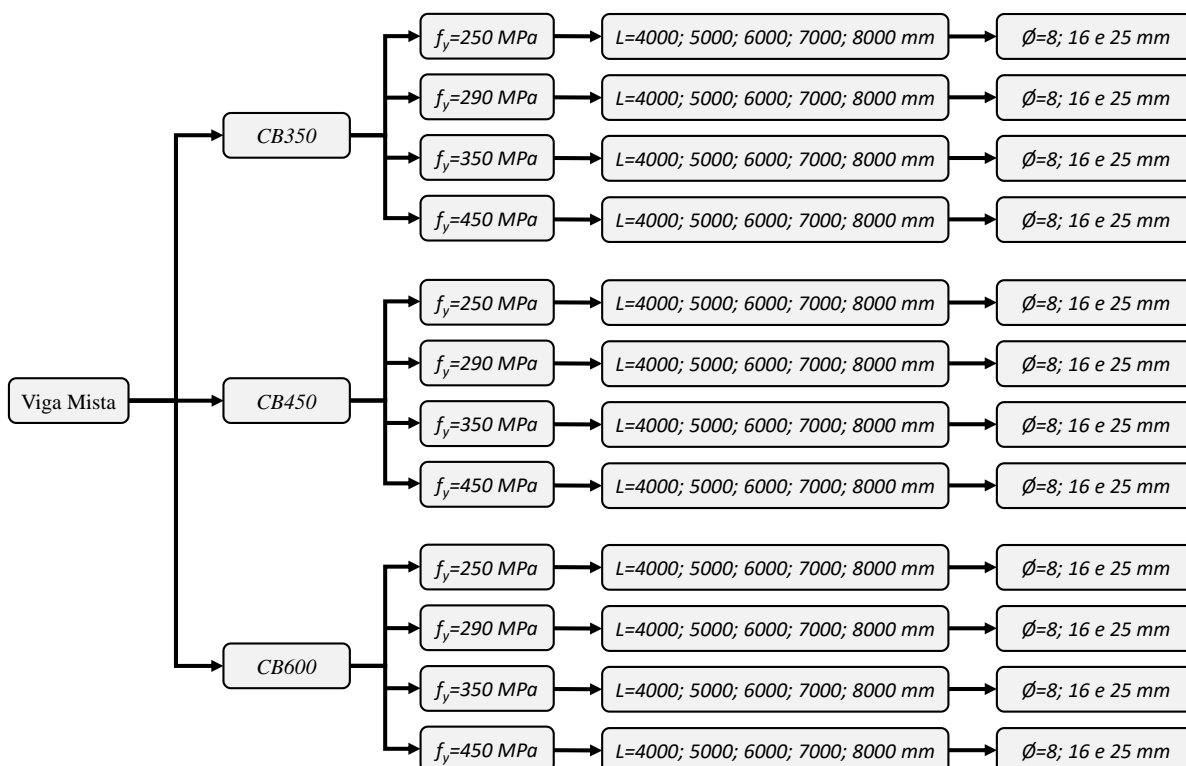 f_y=250 MPa L=4000; 5000; 6000; 7000; 8000 mm Ø=8; 16 e 25 mm
f_y=290 MPa L=4000; 5000; 6000; 7000; 8000 mm Ø=8; 16 e 25 mm
CB350
f_y=350 MPa L=4000; 5000; 6000; 7000; 8000 mm Ø=8; 16 e 25 mm
f_y=450 MPa L=4000; 5000; 6000; 7000; 8000 mm Ø=8; 16 e 25 mm
f_y=250 MPa L=4000; 5000; 6000; 7000; 8000 mm Ø=8; 16 e 25 mm
f_y=290 MPa L=4000; 5000; 6000; 7000; 8000 mm Ø=8; 16 e 25 mm
Viga Mista CB450
f_y=350 MPa L=4000; 5000; 6000; 7000; 8000 mm Ø=8; 16 e 25 mm
f_y=450 MPa L=4000; 5000; 6000; 7000; 8000 mm Ø=8; 16 e 25 mm
f_y=250 MPa L=4000; 5000; 6000; 7000; 8000 mm Ø=8; 16 e 25 mm
f_y=290 MPa L=4000; 5000; 6000; 7000; 8000 mm Ø=8; 16 e 25 mm
CB600
f_y=350 MPa L=4000; 5000; 6000; 7000; 8000 mm Ø=8; 16 e 25 mm
f_y=450 MPa L=4000; 5000; 6000; 7000; 8000 mm Ø=8; 16 e 25 mm